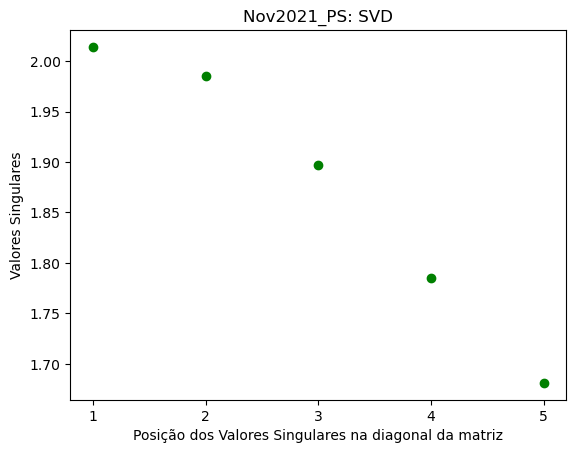 Nov2021_PS: SVD
Valores Singulares
2.00
1.95
1.90
1.85
1.80
1.75
1.70
1 2 3 4 5
Posição dos Valores Singulares na diagonal da matriz